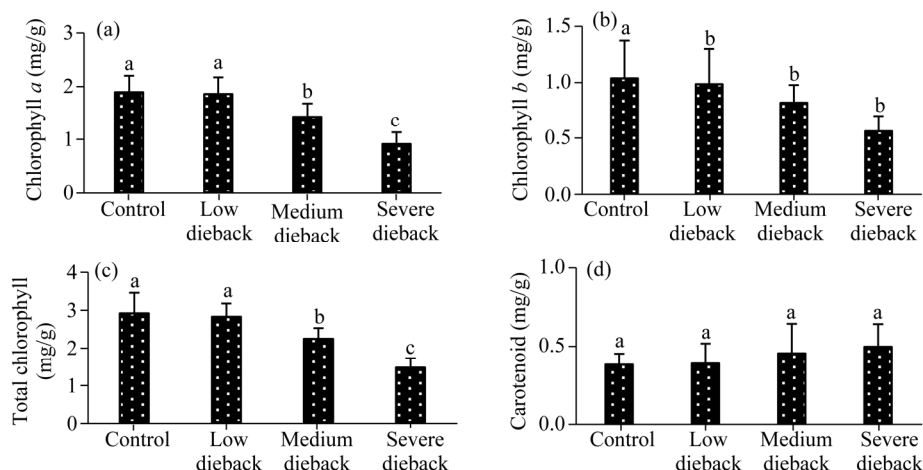 (a)
Chlorophyll a (mg/g)
3
2
1
0
a
a
b
c
Control
Low dieback
Medium dieback
Severe dieback
(b)
Chlorophyll b (mg/g)
1.5
1.0
0.5
0.0
a
b
b
b
Control
Low dieback
Medium dieback
Severe dieback
(c)
Total chlorophyll
(mg/g)
4
3
2
1
0
a
a
b
c
Control
Low dieback
Medium dieback
Severe dieback
(d)
Carotenoid (mg/g)
1.0
0.5
0.0
a
a
a
a
Control
Low dieback
Medium dieback
Severe dieback